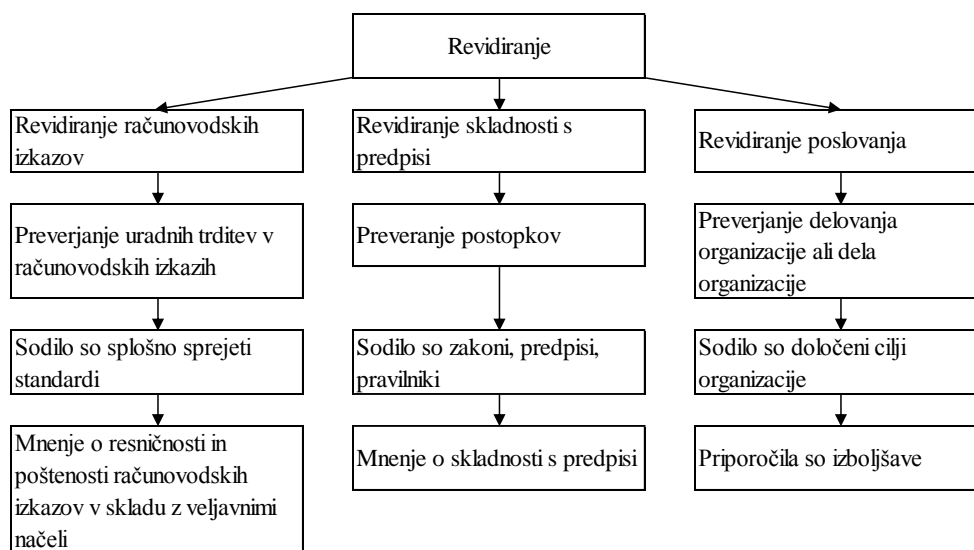 Revidiranje
Revidiranje računovodskih
izkazov
Revidiranje skladnosti s
predpisi
Revidiranje poslovanja
Preverjanje uradnih trditev v
računovodskih izkazih
Preveranje postopkov
Preverjanje delovanja
organizacije ali dela
organizacije
Sodilo so splošno sprejeti
standardi
Sodilo so zakoni, predpisi,
pravilniki
Sodilo so določeni cilji
organizacije
Mnenje o resničnosti in
poštenosti računovodskih
izkazov v skladu z veljavnimi
načeli
Mnenje o skladnosti s predpisi
Priporočila so izboljšave